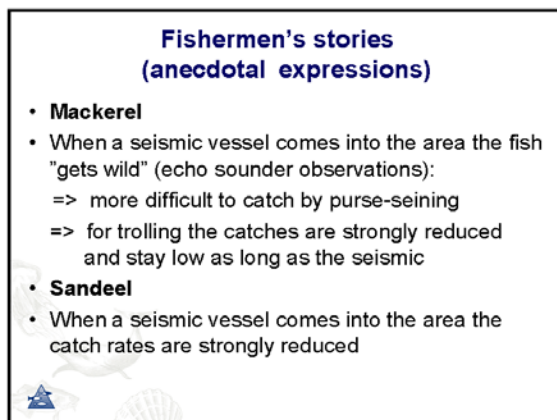 Fishermen's stories
(anecdotal expressions)
• Mackerel
• When a seismic vessel comes into the area the fish
"gets wild" (echo sounder observations):
=> more difficult to catch by purse-seining
=> for trolling the catches are strongly reduced
and stay low as long as the seismic
• Sandeel
• When a seismic vessel comes into the area the
catch rates are strongly reduced